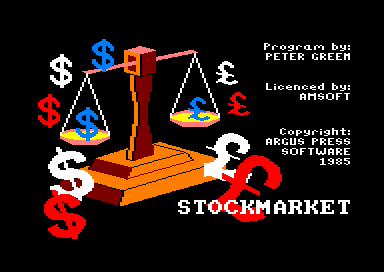 Program by:
PETER GREEN
Licenced by:
AMSOFT
Copyright:
ARGUS PRESS
SOFTWARE
1985
STOCKMARKET